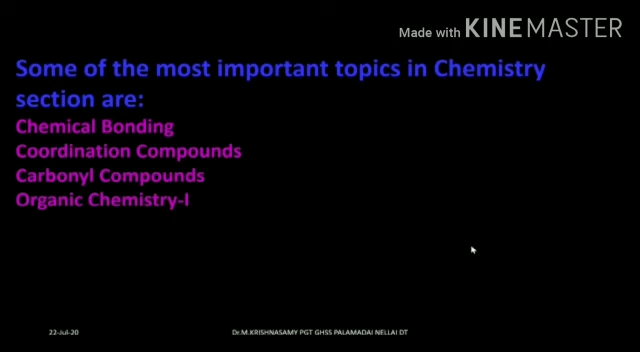 Made with KINEMASTER
Some of the most important topics in Chemistry
section are:
Chemical Bonding
Coordination Compounds
Carbonyl Compounds
Organic Chemistry-I
22-Jul-20 Dr.M.KRISHNASAMY PGT GHSS PALAMADAI NELLAI DT